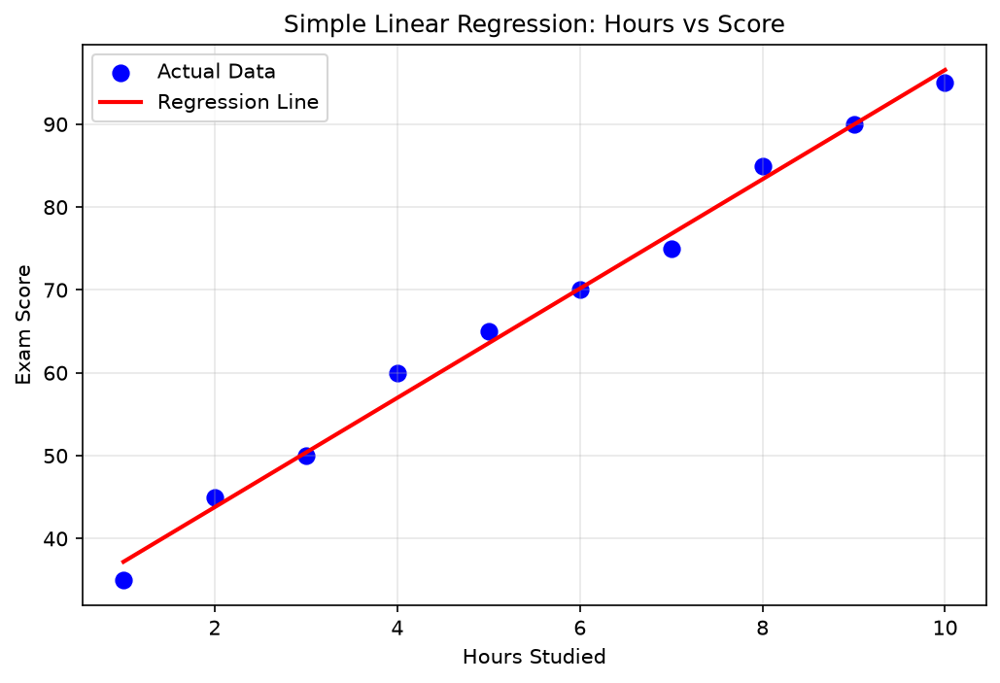 Simple Linear Regression: Hours vs Score
Actual Data
Regression Line
90
80
70
60
50
40
Exam Score
2 4 6 8 10
Hours Studied